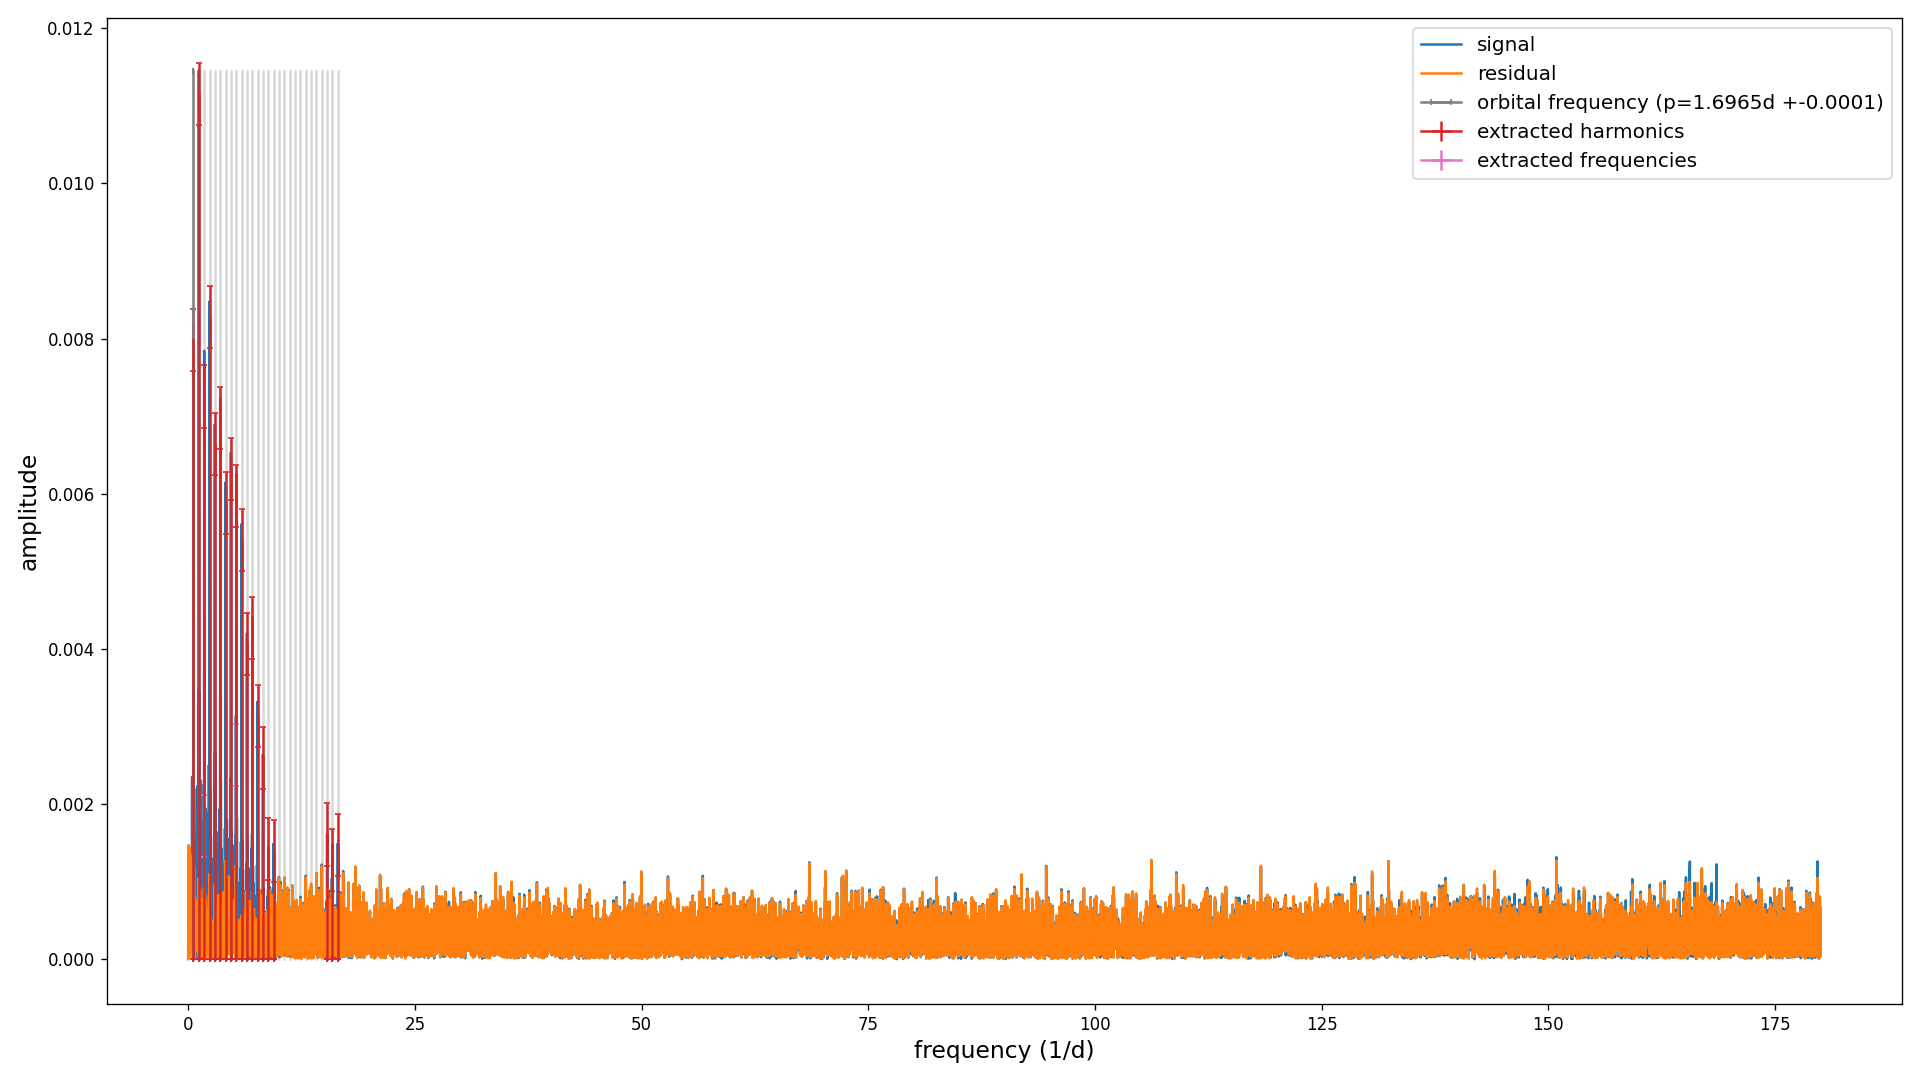 0.012
0.010
0.008
0.006
0.004
0.002
0.000
amplitude
0
25
50
75
100
125
150
175
frequency (1/d)
signal
residual
orbital frequency (p=1.6965d +-0.0001)
extracted harmonics
extracted frequencies